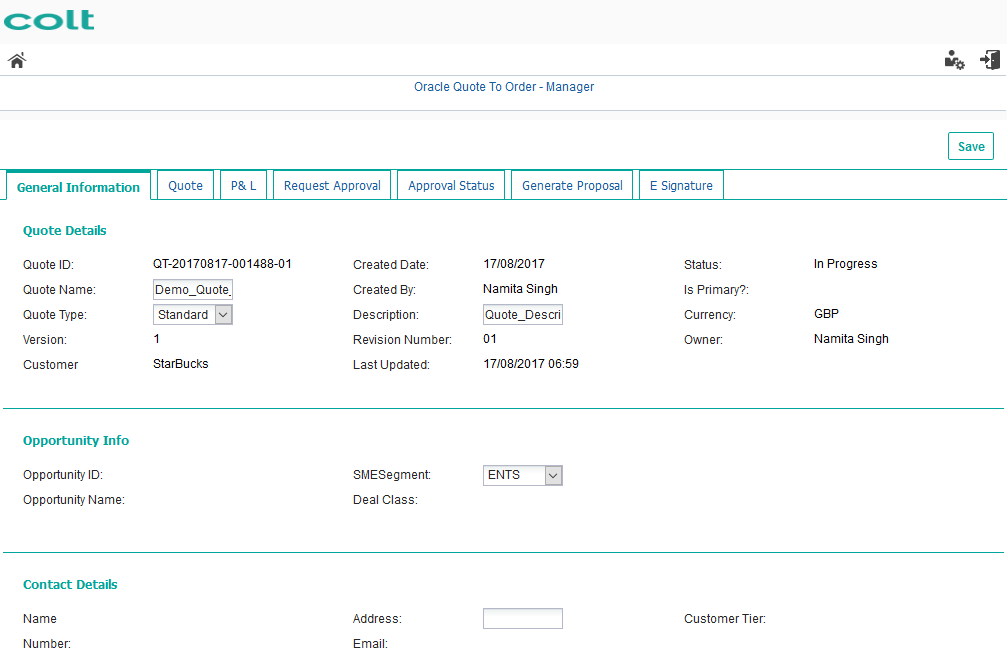 colt
Oracle Quote To Order - Manager
Save
General Information Quote P& L Request Approval Approval Status Generate Proposal E Signature
Quote Details
Quote ID: QT-20170817-001488-01 Created Date: 17/08/2017 Status: In Progress
Quote Name: Demo_Quote_ Created By: Namita Singh Is Primary?:
Quote Type: Standard Description: Quote_Descri Currency: GBP
Version: 1 Revision Number: 01 Owner: Namita Singh
Customer StarBucks Last Updated: 17/08/2017 06:59
Opportunity Info
Opportunity ID: SMESegment: ENTS
Opportunity Name: Deal Class:
Contact Details
Name Address: Customer Tier:
Number: Email: